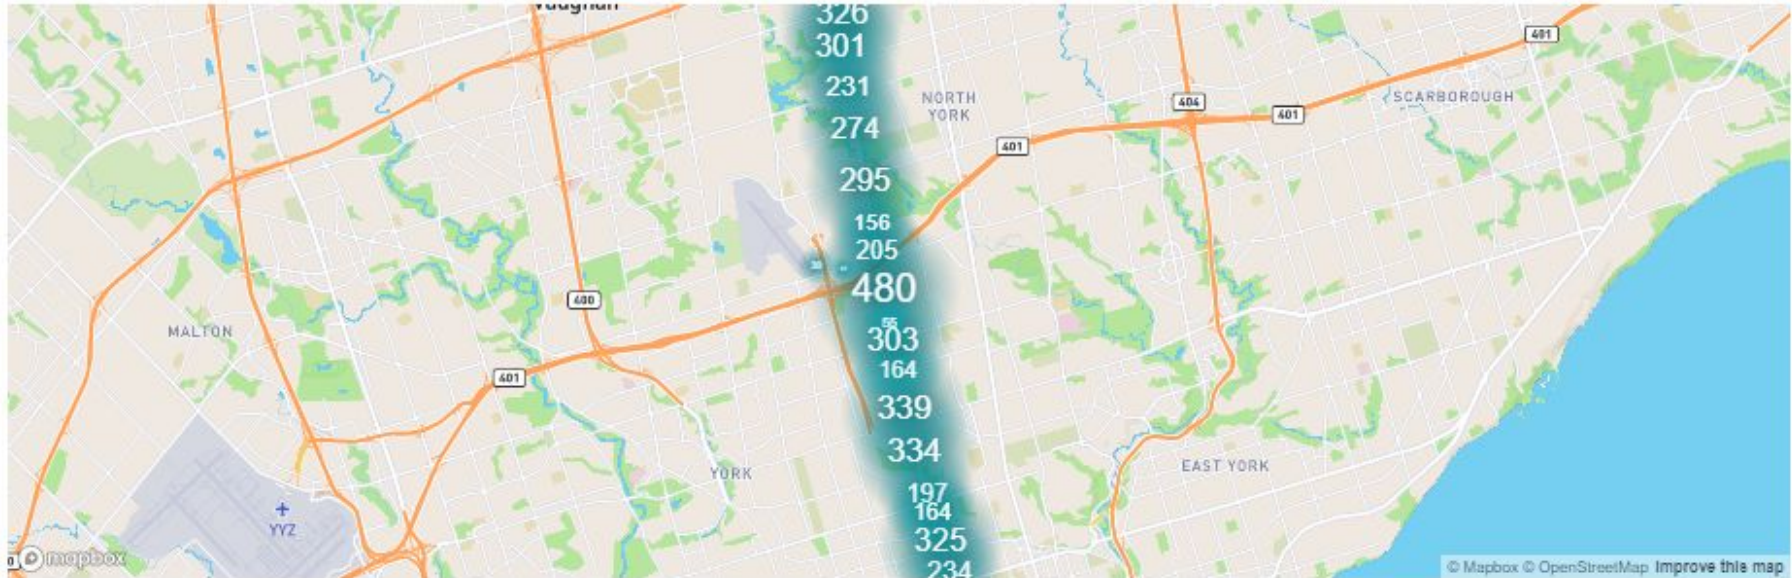 Vaughan
326
301
231
NORTH
YORK
404
401
401
SCARBOROUGH
274
401
295
156
205
480
400
MALTON
55
303
164
401
339
334
YORK
EAST YORK
197
164
YYZ
325
234
mapbox
© Mapbox © OpenStreetMap Improve this map